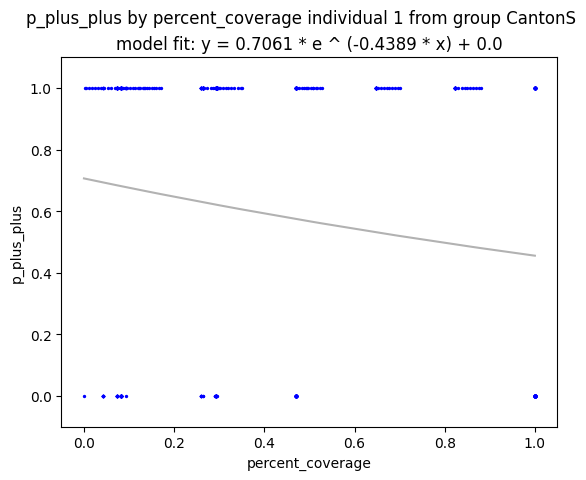 p_plus_plus by percent_coverage individual 1 from group CantonS
model fit: y = 0.7061 * e ^ (-0.4389 * x) + 0.0
1.0
0.8
0.6
0.4
0.2
0.0
p_plus_plus
0.0 0.2 0.4 0.6 0.8 1.0
percent_coverage